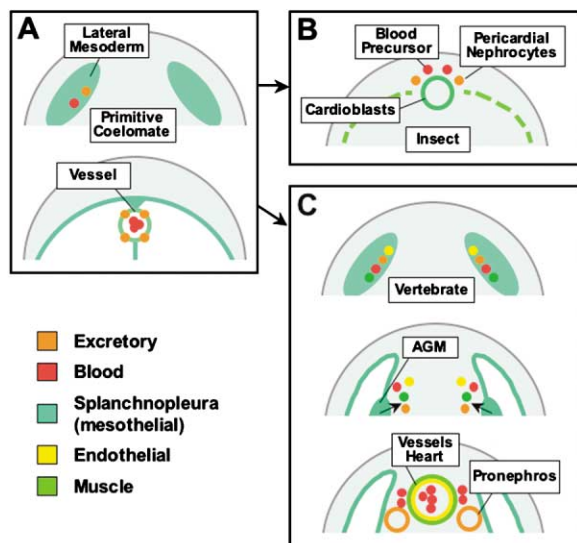 A
Lateral
Mesoderm
Primitive
Coelomate
Vessel
B
Blood
Precursor
Pericardial
Nephrocytes
Cardioblasts
Insect
C
Vertebrate
AGM
Vessels
Heart
Pronephros
Excretory
Blood
Splanchnopleura
(mesothelial)
Endothelial
Muscle